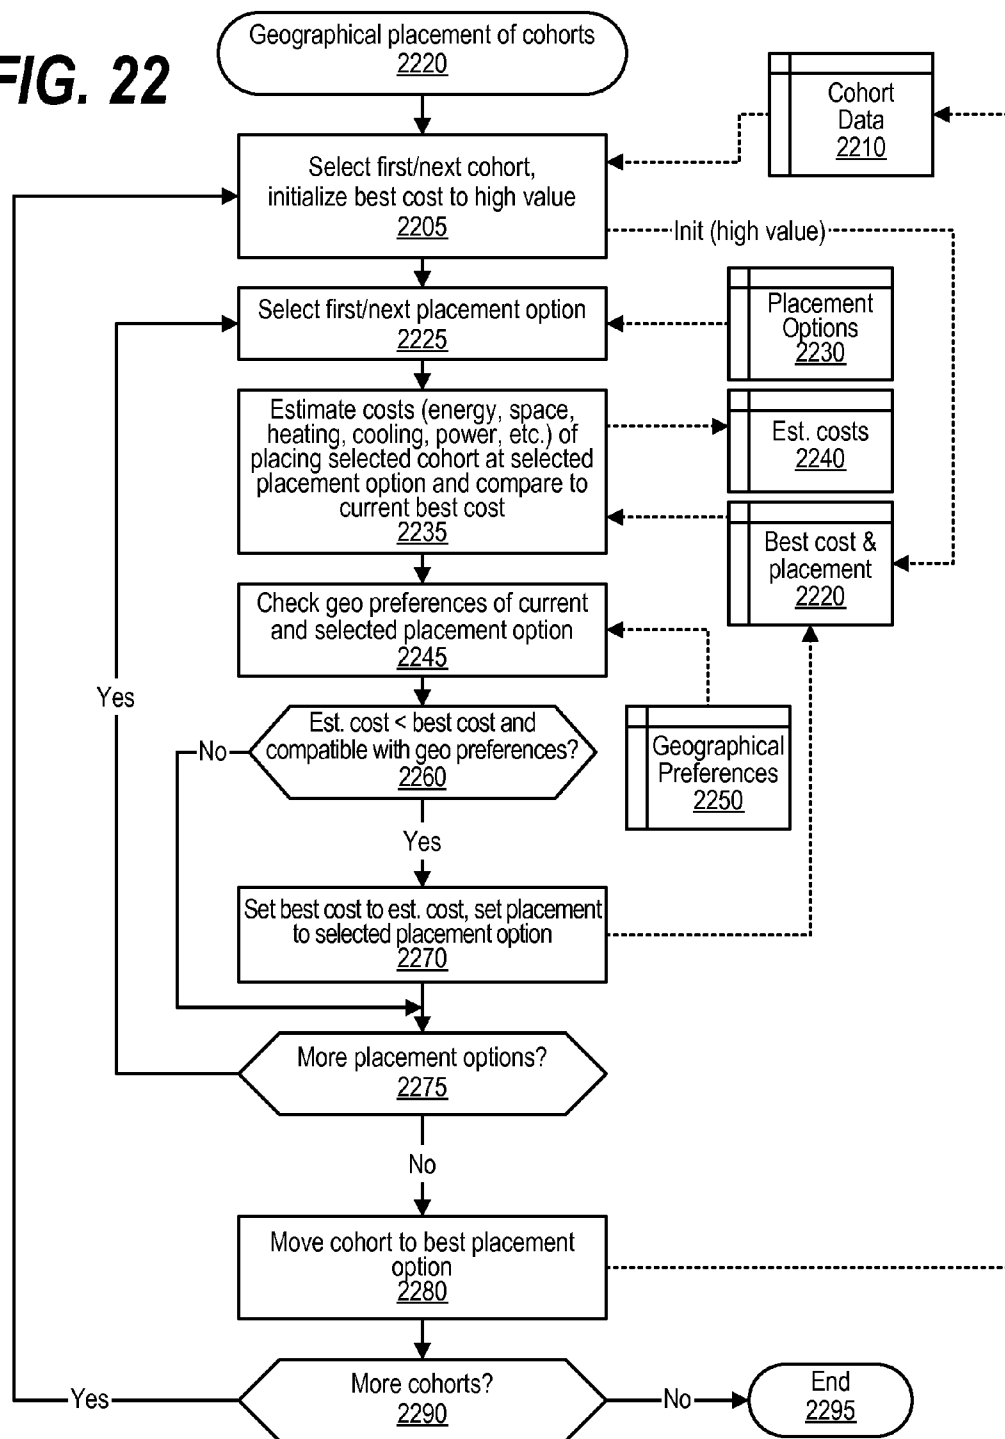 FIG. 22
Geographical placement of cohorts
2220
Cohort
Data
2210
Select first/next cohort,
initialize best cost to high value
2205
Init (high value)
Select first/next placement option
2225
Placement
Options
2230
Estimate costs (energy, space,
heating, cooling, power, etc.) of
placing selected cohort at selected
placement option and compare to
current best cost
2235
Est. costs
2240
Best cost &
placement
2220
Check geo preferences of current
and selected placement option
2245
Yes
Est. cost < best cost and
compatible with geo preferences?
2260
No
Geographical
Preferences
2250
Yes
Set best cost to est. cost, set placement
to selected placement option
2270
More placement options?
2275
No
Move cohort to best placement
option
2280
Yes
More cohorts?
2290
No
End
2295